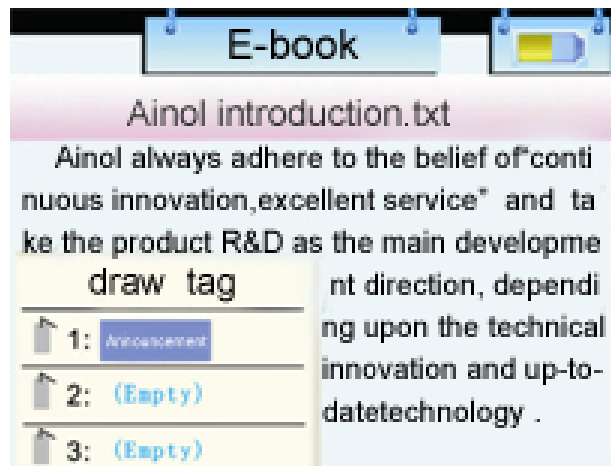 E-book
Ainol introduction.txt
Ainol always adhere to the belief of"conti
nuous innovation,excellent service" and ta
ke the product R&D as the main developme
nt direction, dependi
ng upon the technical
innovation and up-to-
datetechnology .
draw tag
1: Announcement
2: (Empty)
3: (Empty)